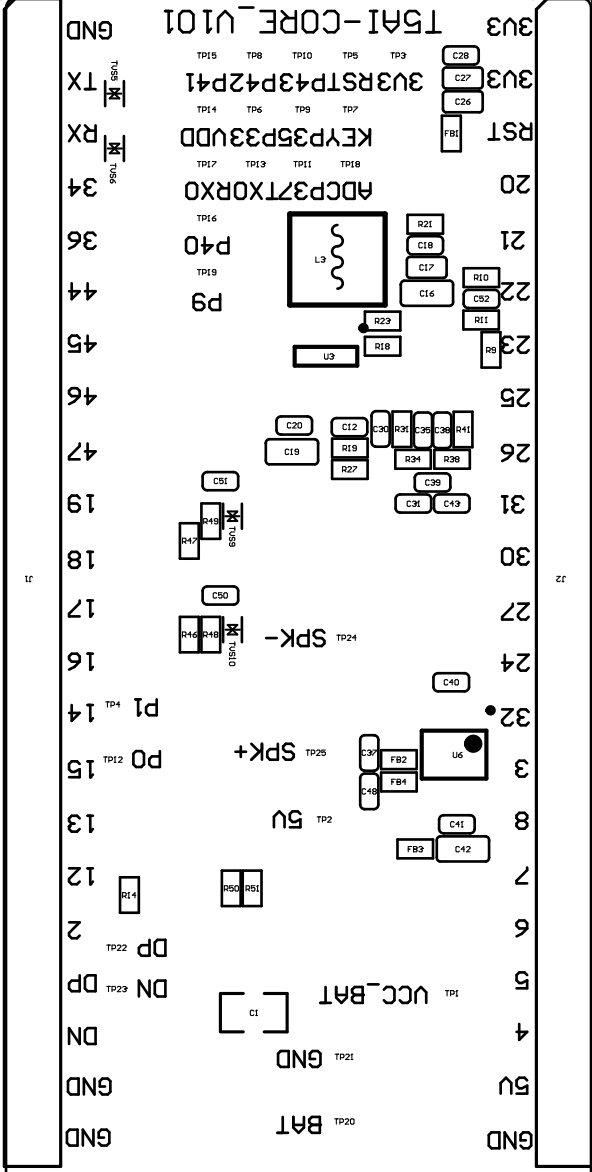 GND
T5AI-CORE_V101
3V3
TP15 TP8 TP10 TP5 TP3
C28
TX
TUS5
3V3RSTP43P42P41
C27
3V3
C26
TP14 TP6 TP9 TP7
RX
KEYP35P33VDD
FB1
RST
TUS6
TP17 TP13 TP11 TP18
34
ADCP37TX0RX0
20
TP16
R21
36
P40
L3
C18
21
TP19
C17
R10
44
P9
C16
C52
22
R23
R11
45
R18
U3
R9
23
46
25
C20
C12
C30
R31
C35
C38
R41
47
C19
R19
R34
R38
26
R27
C51
C39
19
R49
TUS9
C31
C43
31
R47
18
30
J1
J2
C50
17
27
R46
R48
TUS10
SPK-
TP24
16
24
C40
14
TP4
P1
32
15
TP12
P0
SPK+
TP25
C37
FB2
U6
3
C48
FB4
13
5V
TP2
C41
8
FB3
C42
12
7
R14
R50
R51
2
6
TP22
DP
DP
TP23
DN
5
VCC_BAT
TP1
C1
DN
4
GND
TP21
GND
5V
BAT
TP20
GND
GND